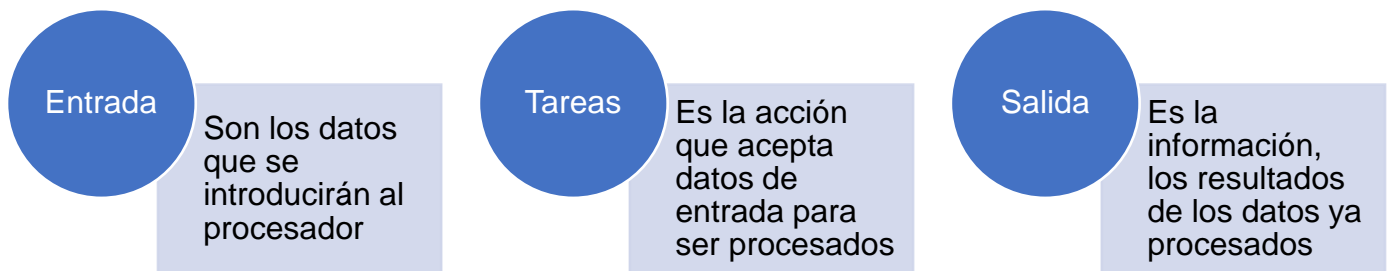 Entrada
Son los datos
que se
introducirán al
procesador
Tareas
Es la acción
que acepta
datos de
entrada para
ser procesados
Salida
Es la
información,
los resultados
de los datos ya
procesados